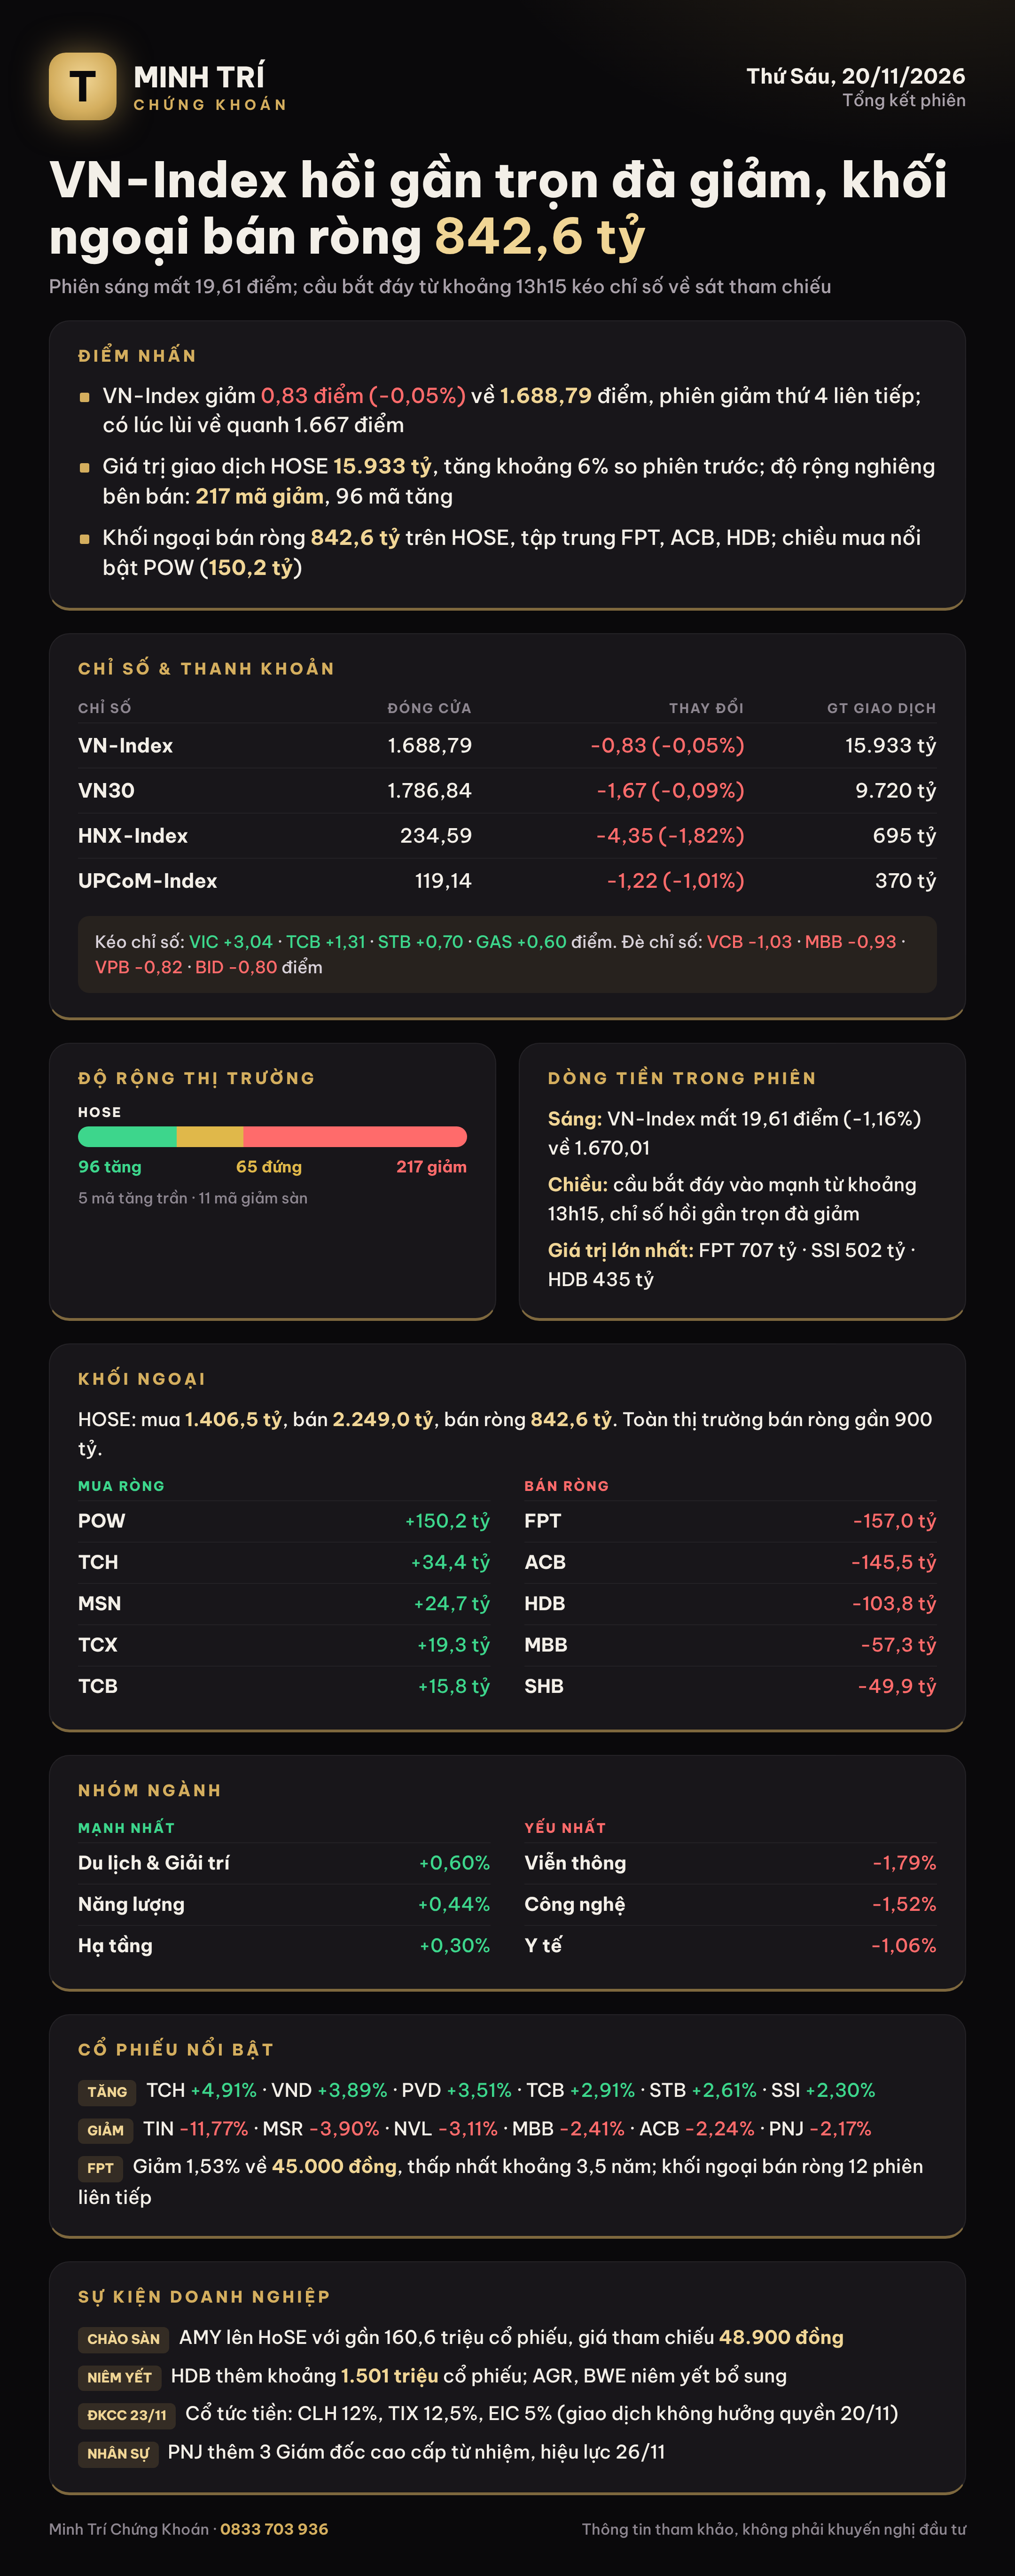 T
MINH TRÍ
CHỨNG KHOÁN
Thứ Sáu, 20/11/2026
Tổng kết phiên
VN-Index hồi gần trọn đà giảm, khối
ngoại bán ròng 842,6 tỷ
Phiên sáng mất 19,61 điểm; cầu bắt đáy từ khoảng 13h15 kéo chỉ số về sát tham chiếu
ĐIỂM NHẤN
VN-Index giảm 0,83 điểm (-0,05%) về 1.688,79 điểm, phiên giảm thứ 4 liên tiếp;
có lúc lùi về quanh 1.667 điểm
Giá trị giao dịch HOSE 15.933 tỷ, tăng khoảng 6% so phiên trước; độ rộng nghiêng
bên bán: 217 mã giảm, 96 mã tăng
Khối ngoại bán ròng 842,6 tỷ trên HOSE, tập trung FPT, ACB, HDB; chiều mua nổi
bật POW (150,2 tỷ)
CHỈ SỐ & THANH KHOẢN
CHỈ SỐ ĐÓNG CỬA THAY ĐỔI GT GIAO DỊCH
VN-Index 1.688,79 -0,83 (-0,05%) 15.933 tỷ
VN30 1.786,84 -1,67 (-0,09%) 9.720 tỷ
HNX-Index 234,59 -4,35 (-1,82%) 695 tỷ
UPCoM-Index 119,14 -1,22 (-1,01%) 370 tỷ
Kéo chỉ số: VIC +3,04 · TCB +1,31 · STB +0,70 · GAS +0,60 điểm. Đè chỉ số: VCB -1,03 · MBB -0,93 ·
VPB -0,82 · BID -0,80 điểm
ĐỘ RỘNG THỊ TRƯỜNG
HOSE
96 tăng 65 đứng 217 giảm
5 mã tăng trần · 11 mã giảm sàn
DÒNG TIỀN TRONG PHIÊN
Sáng: VN-Index mất 19,61 điểm (-1,16%)
về 1.670,01
Chiều: cầu bắt đáy vào mạnh từ khoảng
13h15, chỉ số hồi gần trọn đà giảm
Giá trị lớn nhất: FPT 707 tỷ · SSI 502 tỷ ·
HDB 435 tỷ
KHỐI NGOẠI
HOSE: mua 1.406,5 tỷ, bán 2.249,0 tỷ, bán ròng 842,6 tỷ. Toàn thị trường bán ròng gần 900
tỷ.
MUA RÒNG BÁN RÒNG
POW +150,2 tỷ FPT -157,0 tỷ
TCH +34,4 tỷ ACB -145,5 tỷ
MSN +24,7 tỷ HDB -103,8 tỷ
TCX +19,3 tỷ MBB -57,3 tỷ
TCB +15,8 tỷ SHB -49,9 tỷ
NHÓM NGÀNH
MẠNH NHẤT YẾU NHẤT
Du lịch & Giải trí +0,60% Viễn thông -1,79%
Năng lượng +0,44% Công nghệ -1,52%
Hạ tầng +0,30% Y tế -1,06%
CỔ PHIẾU NỔI BẬT
TĂNG TCH +4,91% · VND +3,89% · PVD +3,51% · TCB +2,91% · STB +2,61% · SSI +2,30%
GIẢM TIN -11,77% · MSR -3,90% · NVL -3,11% · MBB -2,41% · ACB -2,24% · PNJ -2,17%
FPT Giảm 1,53% về 45.000 đồng, thấp nhất khoảng 3,5 năm; khối ngoại bán ròng 12 phiên
liên tiếp
SỰ KIỆN DOANH NGHIỆP
CHÀO SÀN AMY lên HoSE với gần 160,6 triệu cổ phiếu, giá tham chiếu 48.900 đồng
NIÊM YẾT HDB thêm khoảng 1.501 triệu cổ phiếu; AGR, BWE niêm yết bổ sung
ĐKCC 23/11 Cổ tức tiền: CLH 12%, TIX 12,5%, EIC 5% (giao dịch không hưởng quyền 20/11)
NHÂN SỰ PNJ thêm 3 Giám đốc cao cấp từ nhiệm, hiệu lực 26/11
Minh Trí Chứng Khoán · 0833 703 936
Thông tin tham khảo, không phải khuyến nghị đầu tư